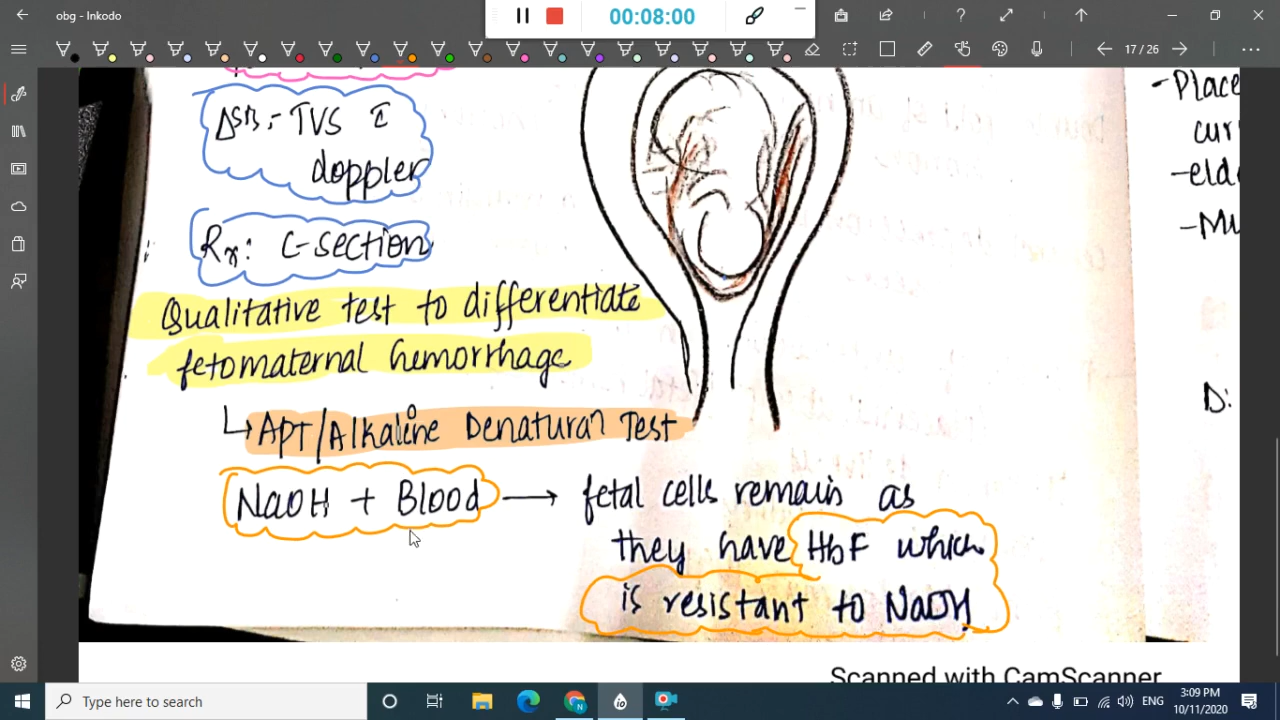 obg - Inkodo
00:08:00
17 / 26
Δsis:- TVS c̄
doppler
Rx: C-section
Qualitative test to differentiate
fetomaternal hemorrhage
↳ APT/Alkaline Denaturan Test
NaOH + Blood → fetal cells remain as
they have HbF which
is resistant to NaOH
- Place
cur
- elde
- Mu
D:
Scanned with CamScanner
Type here to search
ENG
3:09 PM
10/11/2020